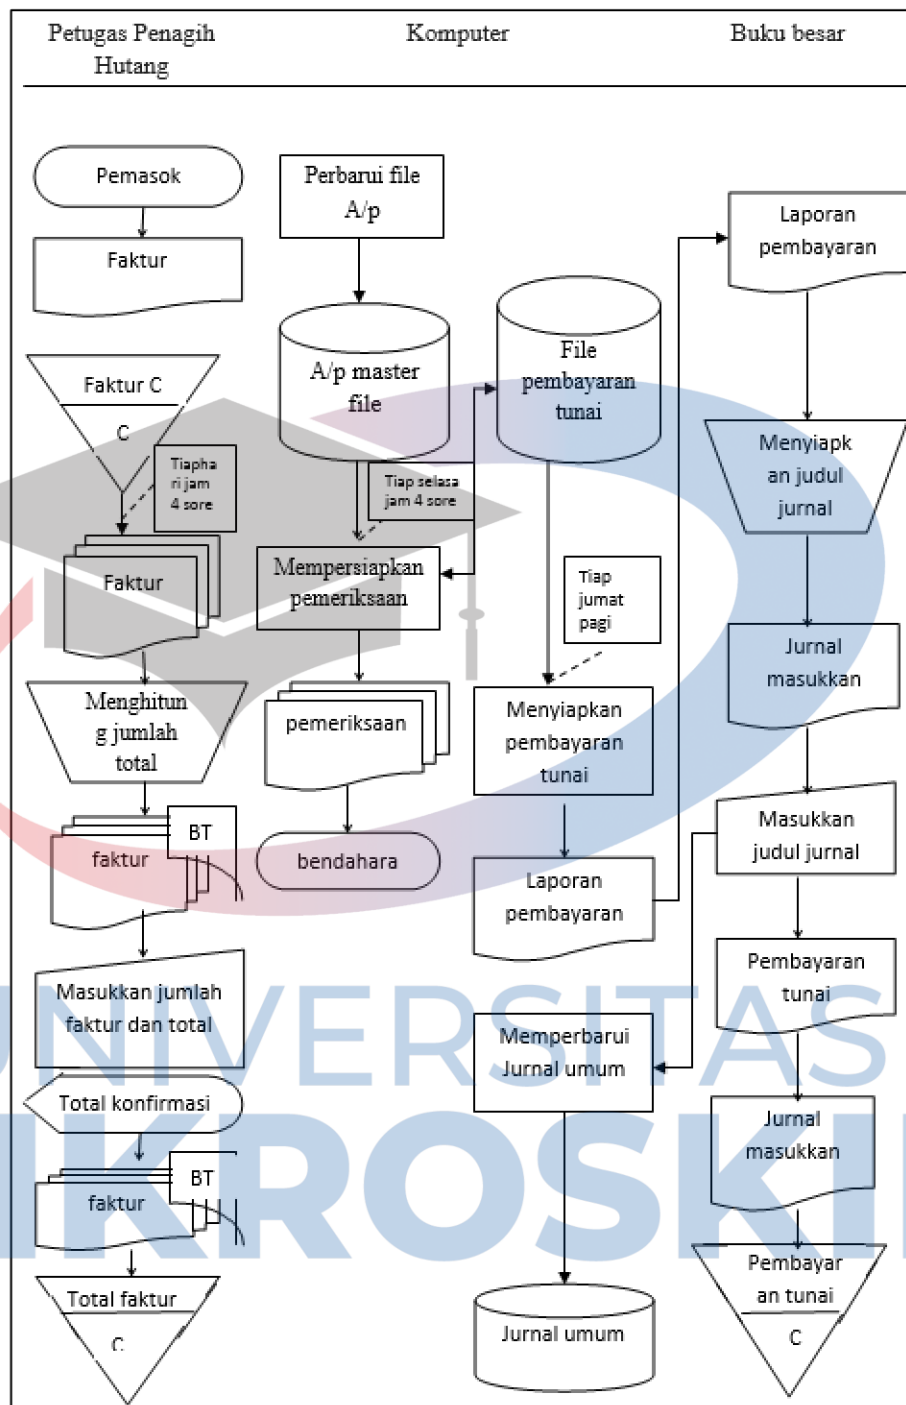 Petugas Penagih
Hutang
Komputer
Buku besar
Pemasok
Faktur
Faktur C
C
Tiapha
ri jam
4 sore
Faktur
Menghitun
g jumlah
total
BT
faktur
Masukkan jumlah
faktur dan total
Total konfirmasi
BT
faktur
Total faktur
C
Perbarui file
A/p
A/p master
file
Tiap selasa
jam 4 sore
Mempersiapkan
pemeriksaan
pemeriksaan
bendahara
File
pembayaran
tunai
Tiap
jumat
pagi
Menyiapkan
pembayaran
tunai
Laporan
pembayaran
Memperbarui
Jurnal umum
Jurnal umum
Laporan
pembayaran
Menyiapk
an judul
jurnal
Jurnal
masukkan
Masukkan
judul jurnal
Pembayaran
tunai
Jurnal
masukkan
Pembayar
an tunai
C
UNIVERSITAS
MIKROSKIL